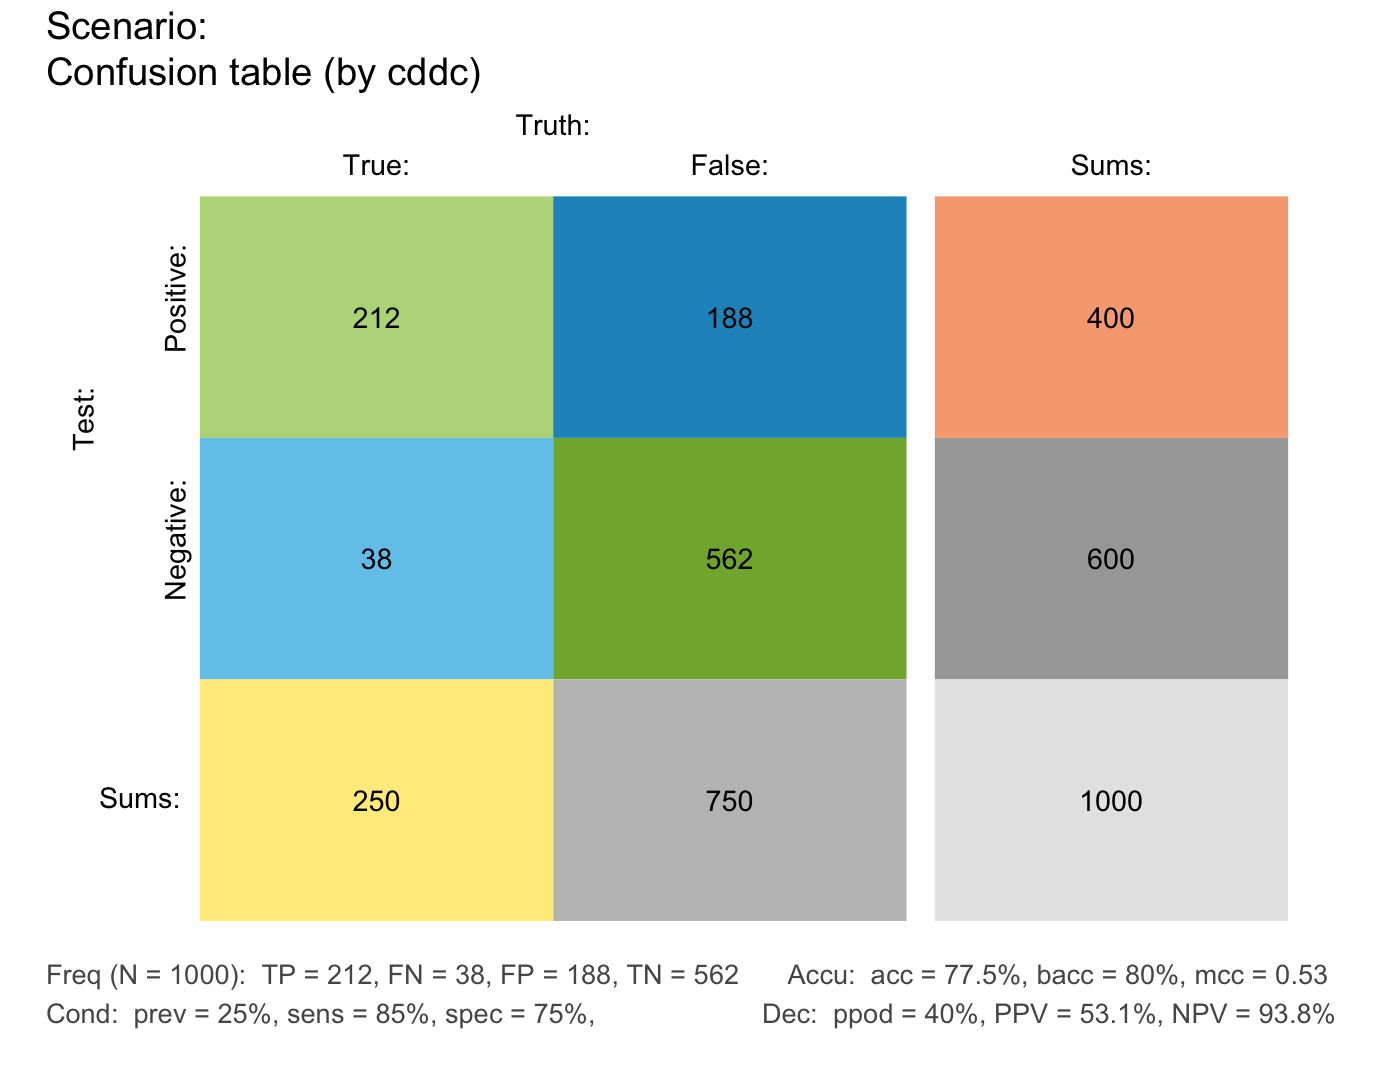 Scenario:
Confusion table (by cddc)
Truth:
True: False: Sums:
Positive: 212 188 400
Test:
Negative: 38 562 600
Sums: 250 750 1000
Freq (N = 1000): TP = 212, FN = 38, FP = 188, TN = 562 Accu: acc = 77.5%, bacc = 80%, mcc = 0.53
Cond: prev = 25%, sens = 85%, spec = 75%, Dec: ppod = 40%, PPV = 53.1%, NPV = 93.8%